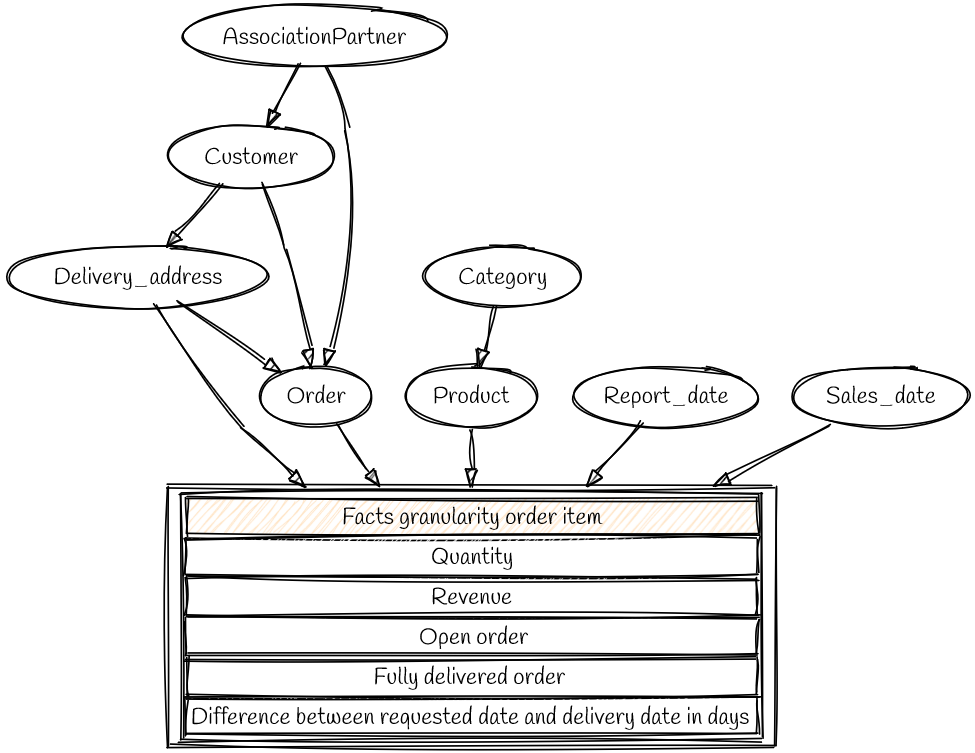 AssociationPartner
Customer
Delivery_address
Category
Order
Product
Report_date
Sales_date
Facts granularity order item
Quantity
Revenue
Open order
Fully delivered order
Difference between requested date and delivery date in days